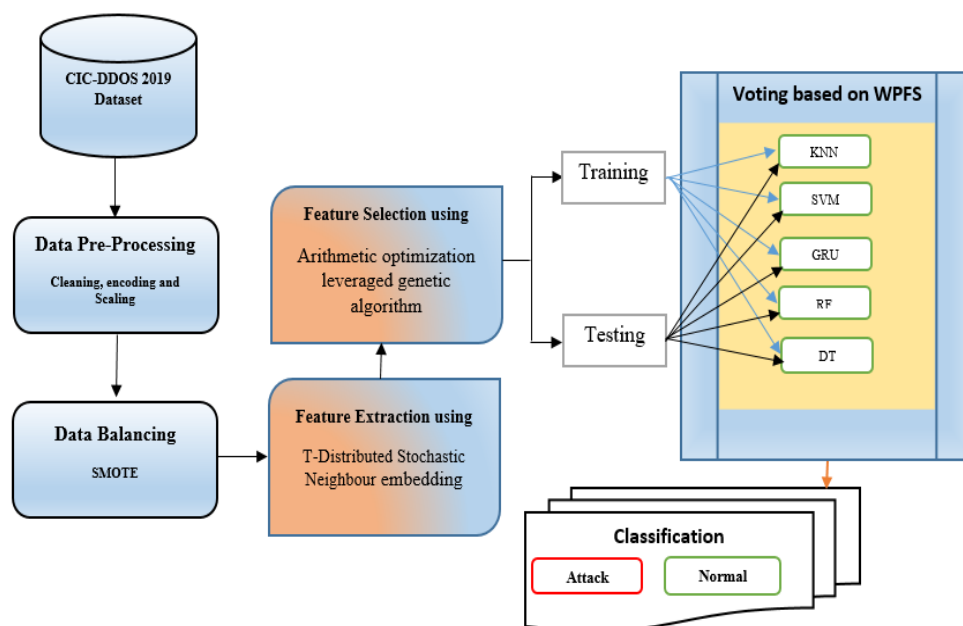 CIC-DDOS 2019
Dataset
Data Pre-Processing
Cleaning, encoding and
Scaling
Data Balancing
SMOTE
Feature Selection using
Arithmetic optimization
leveraged genetic
algorithm
Feature Extraction using
T-Distributed Stochastic
Neighbour embedding
Training
Testing
Voting based on WPFS
KNN
SVM
GRU
RF
DT
Classification
Attack
Normal